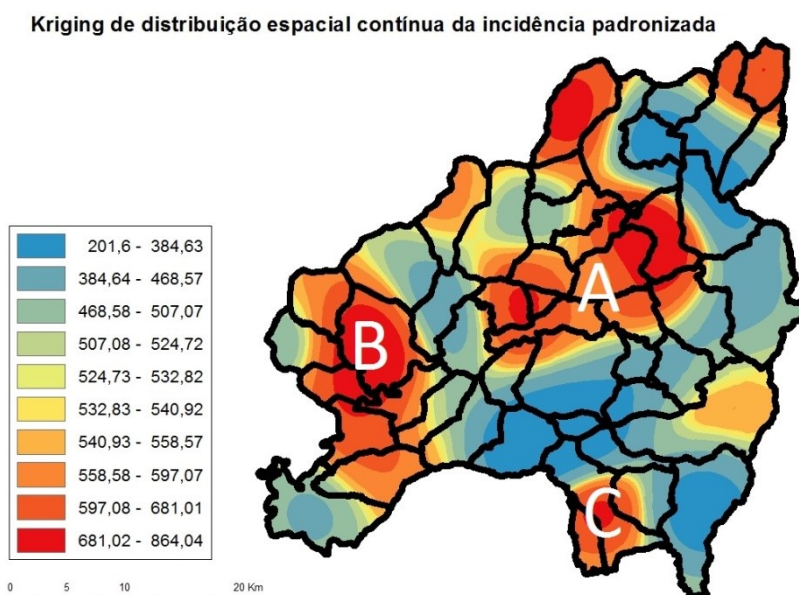 Kriging de distribuição espacial contínua da incidência padronizada
A
B
201,6 - 384,63
384,64 - 468,57
468,58 - 507,07
507,08 - 524,72
524,73 - 532,82
532,83 - 540,92
540,93 - 558,57
558,58 - 597,07
597,08 - 681,01
681,02 - 864,04
C
0 5 10 20 Km